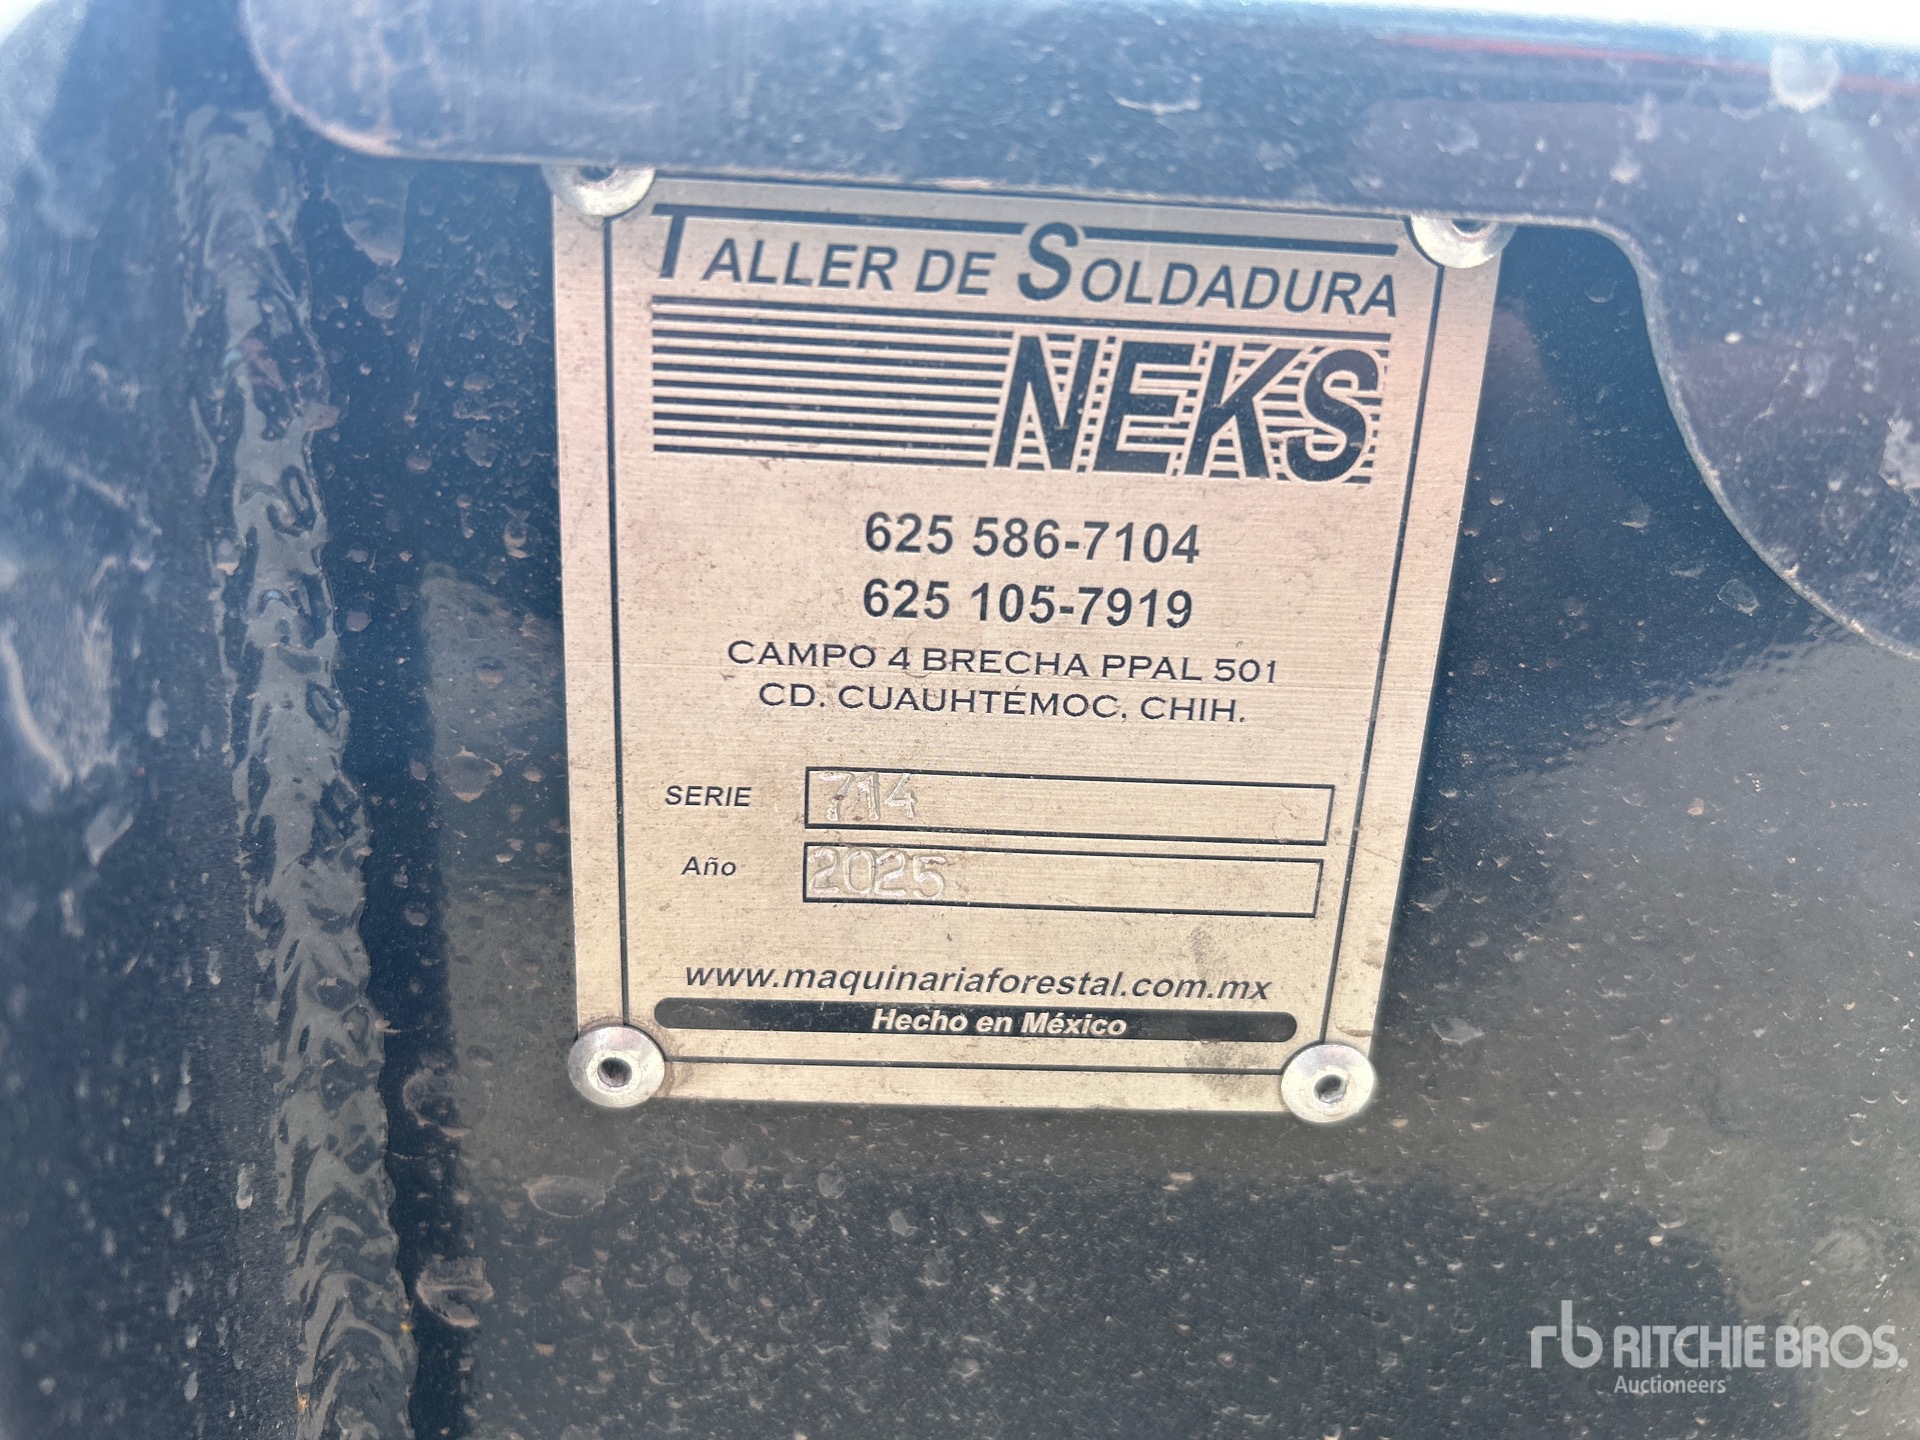 TALLER DE SOLDADURA
NEKS
625 586-7104
625 105-7919
CAMPO 4 BRECHA PPAL 501
CD. CUAUHTÉMOC, CHIH.
SERIE 714
Año 2025
www.maquinariaforestal.com.mx
Hecho en México
rb RITCHIE BROS.
Auctioneers